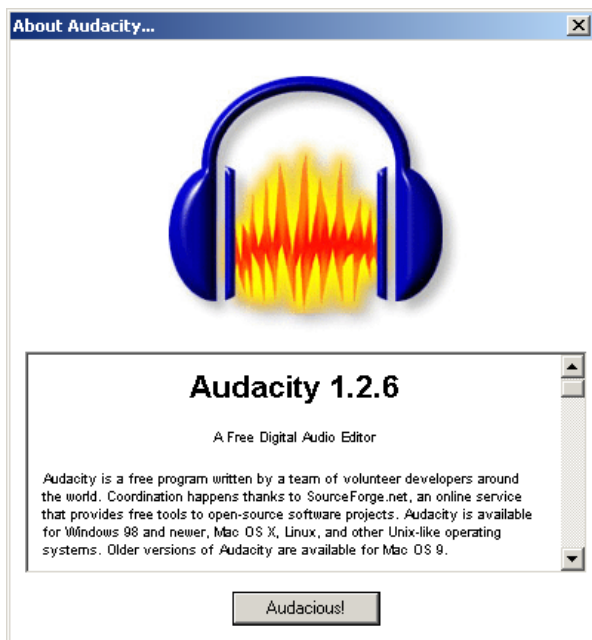 About Audacity...
Audacity 1.2.6
A Free Digital Audio Editor
Audacity is a free program written by a team of volunteer developers around
the world. Coordination happens thanks to SourceForge.net, an online service
that provides free tools to open-source software projects. Audacity is available
for Windows 98 and newer, Mac OS X, Linux, and other Unix-like operating
systems. Older versions of Audacity are available for Mac OS 9.
Audacious!